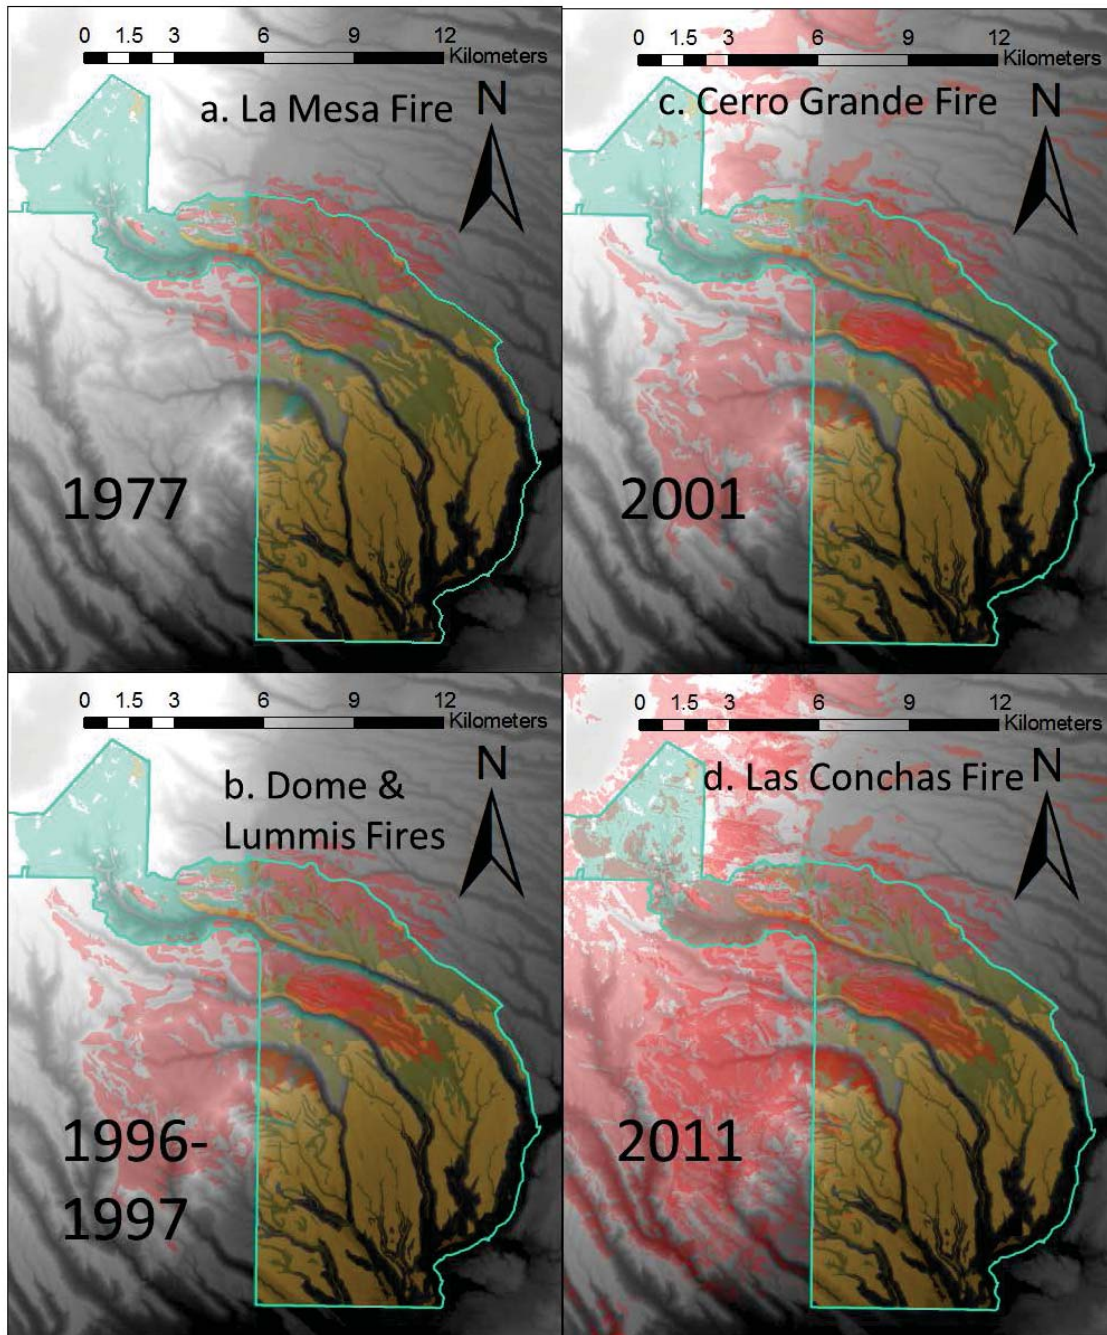 0 1.5 3 6 9 12
Kilometers
a. La Mesa Fire
N
1977
0 1.5 3 6 9 12
Kilometers
c. Cerro Grande Fire
N
2001
0 1.5 3 6 9 12
Kilometers
b. Dome &
Lummis Fires
N
1996-
1997
0 1.5 3 6 9 12
Kilometers
d. Las Conchas Fire
N
2011